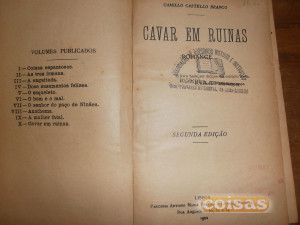 VOLUMES PUBLICADOS
I—Coisas espantosas.
II—As tres irmans.
III—A engeitada.
IV—Doze casamentos felizes.
V—O esqueleto.
VI—O bem e o mal.
VII—O senhor do paço de Ninães.
VIII—Anathema.
IX—A mulher fatal.
X—Cavar em ruinas.
CAMILLO CASTELLO BRANCO
CAVAR EM RUINAS
ROMANCE
SEGUNDA EDIÇÃO
LISBOA
coisas